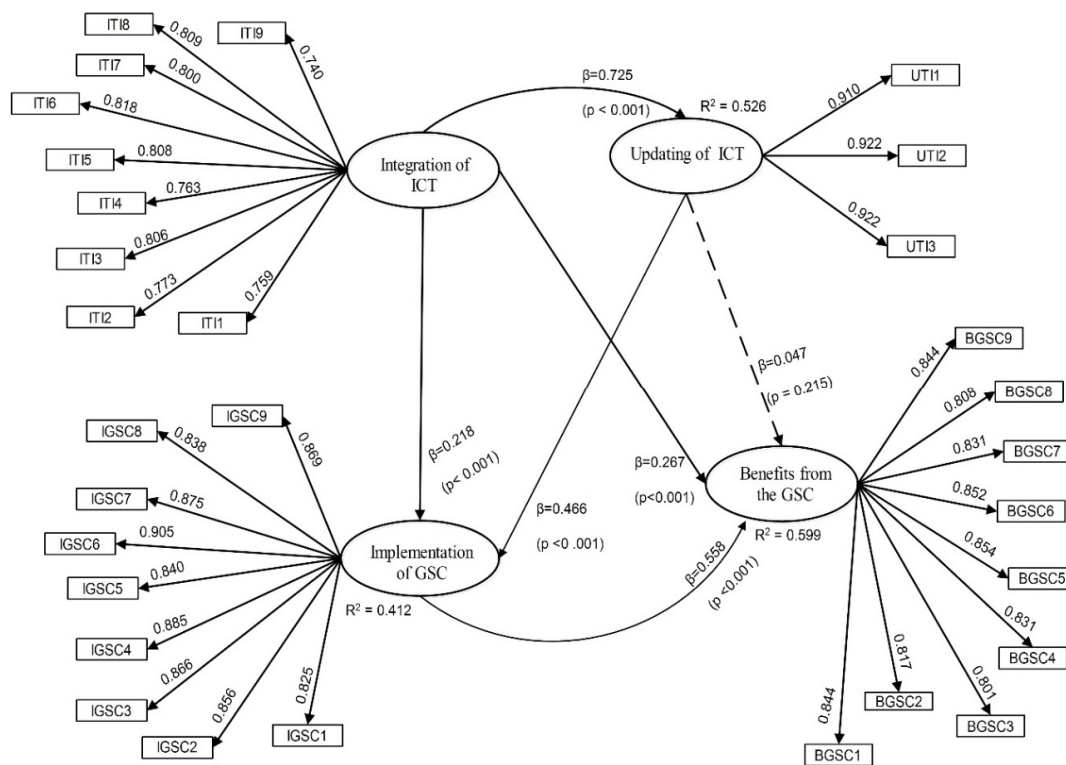 ITI8
ITI9
ITI7
ITI6
ITI5
ITI4
ITI3
ITI2
ITI1
0.809
0.740
0.800
0.818
0.808
0.763
0.806
0.773
0.759
Integration of
ICT
β=0.725
(p < 0.001)
R² = 0.526
Updating of ICT
0.910
0.922
0.922
UTI1
UTI2
UTI3
β=0.047
(p = 0.215)
β=0.218
(p< 0.001)
β=0.466
(p <0 .001)
β=0.267
(p<0.001)
β=0.558
(p <0.001)
IGSC9
IGSC8
IGSC7
IGSC6
IGSC5
IGSC4
IGSC3
IGSC2
IGSC1
0.869
0.838
0.875
0.905
0.840
0.885
0.866
0.856
0.825
Implementation
of GSC
R² = 0.412
Benefits from
the GSC
R² = 0.599
0.844
0.808
0.831
0.852
0.854
0.831
0.801
0.817
0.844
BGSC9
BGSC8
BGSC7
BGSC6
BGSC5
BGSC4
BGSC3
BGSC2
BGSC1